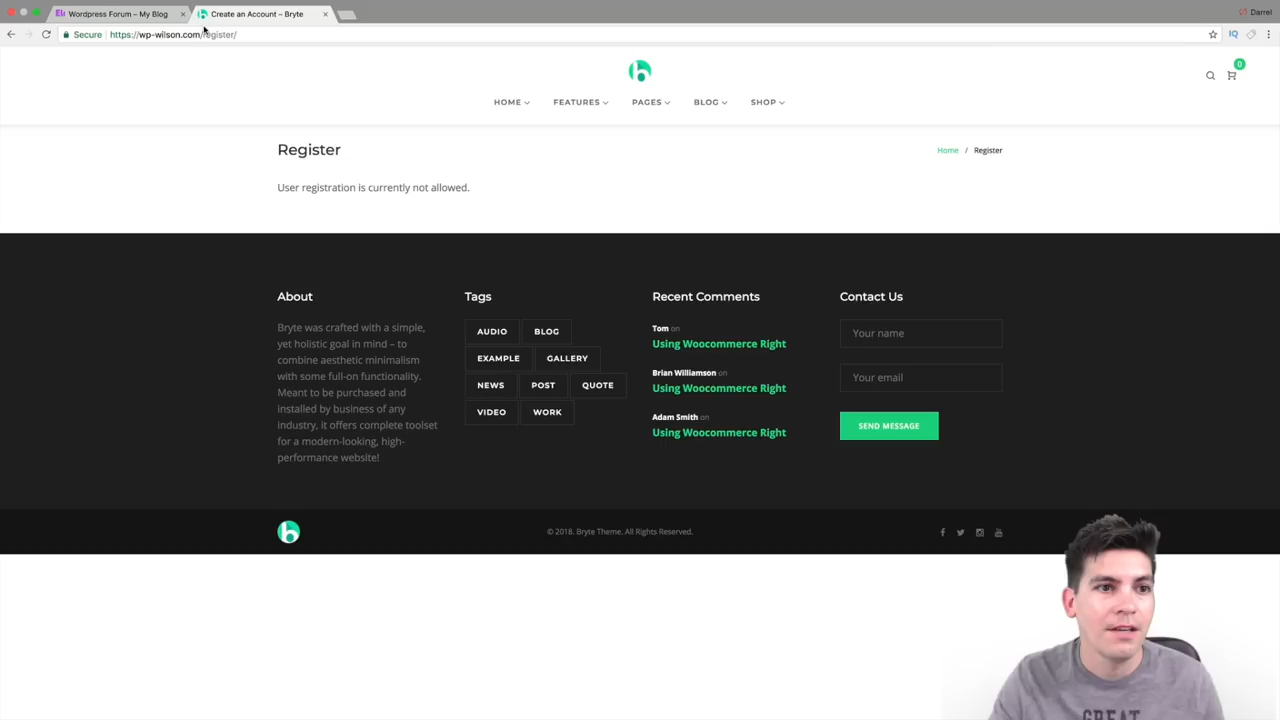 Wordpress Forum – My Blog
Create an Account – Bryte
Darrel
Secure
https://wp-wilson.com/register/
IQ
0
HOME
FEATURES
PAGES
BLOG
SHOP
Register
Home / Register
User registration is currently not allowed.
About
Bryte was crafted with a simple,
yet holistic goal in mind – to
combine aesthetic minimalism
with some full-on functionality.
Meant to be purchased and
installed by business of any
industry, it offers complete toolset
for a modern-looking, high-
performance website!
Tags
AUDIO
BLOG
EXAMPLE
GALLERY
NEWS
POST
QUOTE
VIDEO
WORK
Recent Comments
Tom on
Using Woocommerce Right
Brian Williamson on
Using Woocommerce Right
Adam Smith on
Using Woocommerce Right
Contact Us
Your name
Your email
SEND MESSAGE
© 2018. Bryte Theme. All Rights Reserved.
GREAT